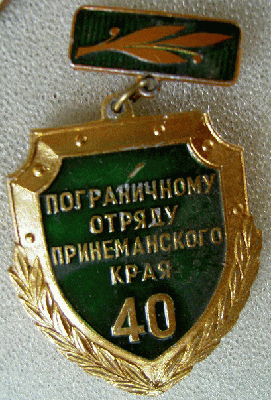 ПОГРАНИЧНОМУ
ОТРЯДУ
ПРИНЕМАНСКОГО
КРАЯ
40